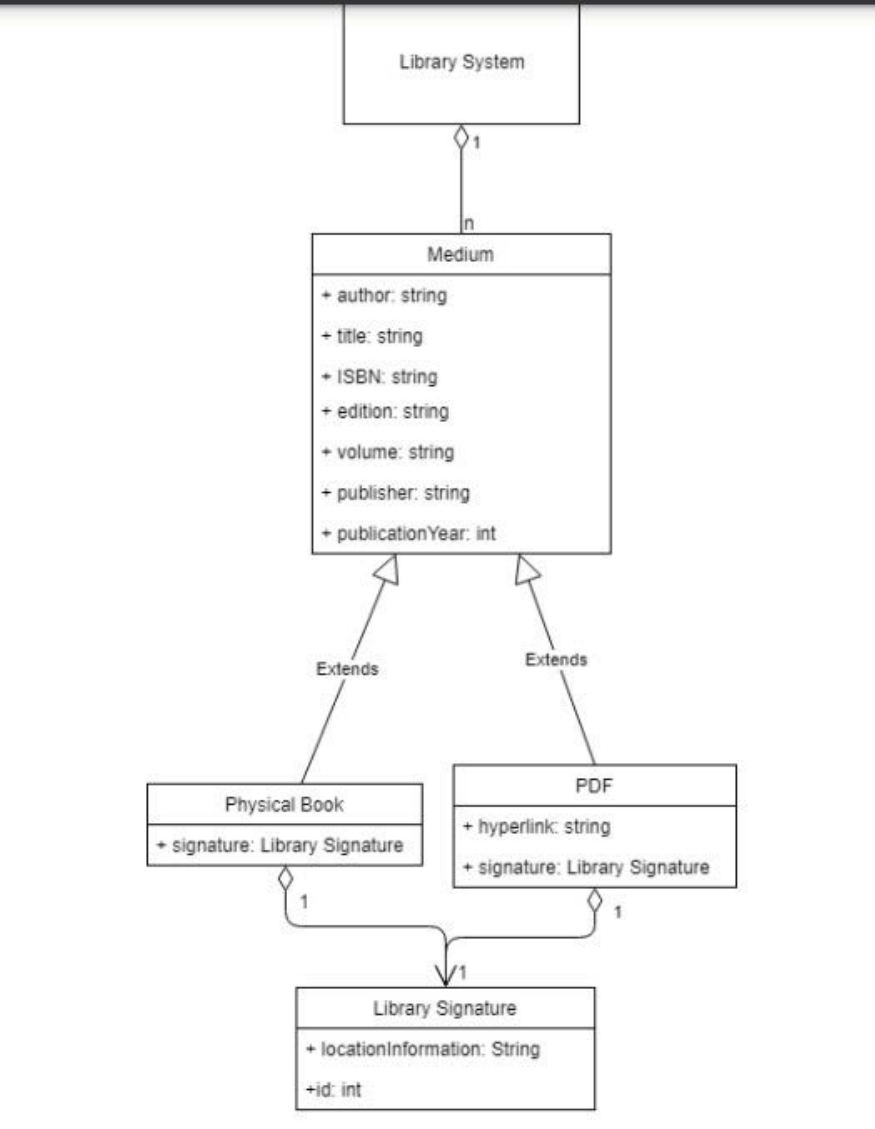 Library System
1
n
Medium
+ author: string
+ title: string
+ ISBN: string
+ edition: string
+ volume: string
+ publisher: string
+ publicationYear: int
Extends
Extends
Physical Book
+ signature: Library Signature
1
PDF
+ hyperlink: string
+ signature: Library Signature
1
1
Library Signature
+ locationInformation: String
+id: int